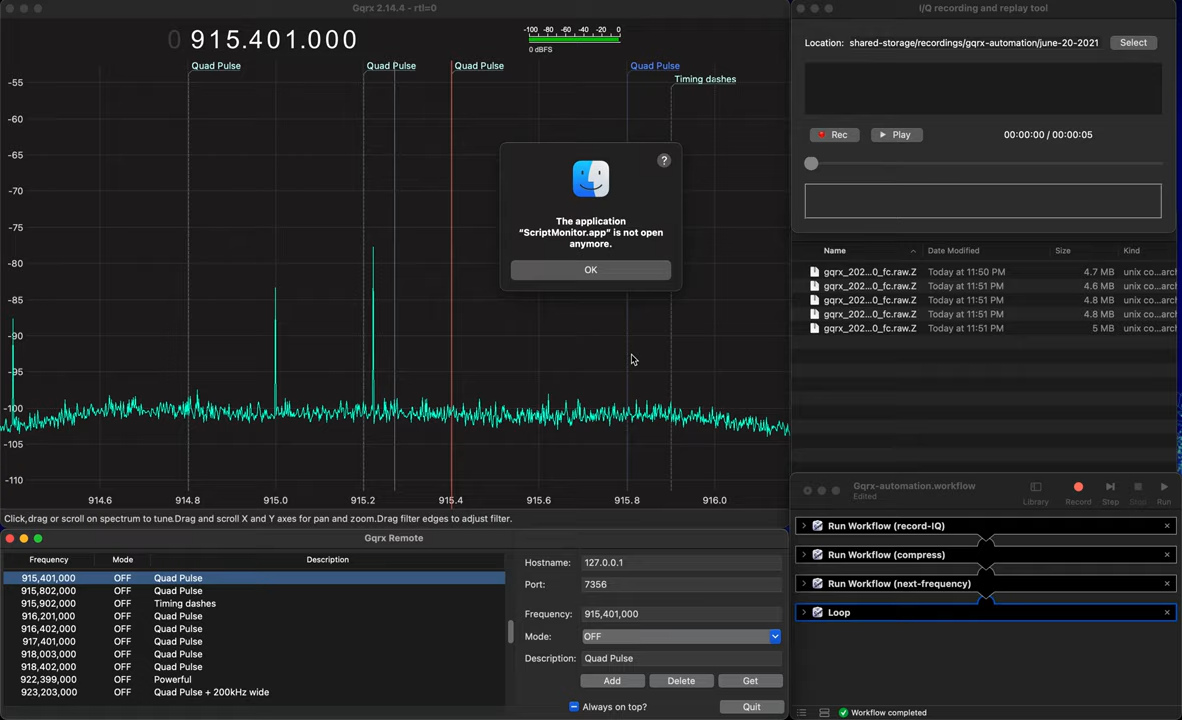 Gqrx 2.14.4 - rtl=0
0 915.401.000
-100 -80 -60 -40 -20 0
0 dBFS
Quad Pulse Quad Pulse Quad Pulse Quad Pulse
Timing dashes
-55
-60
-65
-70
-75
-80
-85
-90
-95
-100
-105
-110
914.6 914.8 915.0 915.2 915.4 915.6 915.8 916.0
Click,drag or scroll on spectrum to tune.Drag and scroll X and Y axes for pan and zoom.Drag filter edges to adjust filter.
?
The application
“ScriptMonitor.app” is not open
anymore.
OK
I/Q recording and replay tool
Location: shared-storage/recordings/gqrx-automation/june-20-2021 Select
Rec Play 00:00:00 / 00:00:05
Name Date Modified Size Kind
gqrx_202...0_fc.raw.Z Today at 11:50 PM 4.7 MB unix co...arch
gqrx_202...0_fc.raw.Z Today at 11:51 PM 4.6 MB unix co...arch
gqrx_202...0_fc.raw.Z Today at 11:51 PM 4.8 MB unix co...arch
gqrx_202...0_fc.raw.Z Today at 11:51 PM 4.8 MB unix co...arch
gqrx_202...0_fc.raw.Z Today at 11:51 PM 5 MB unix co...arch
Gqrx Remote
Frequency Mode Description
915,401,000 OFF Quad Pulse
915,802,000 OFF Quad Pulse
915,902,000 OFF Timing dashes
916,201,000 OFF Quad Pulse
916,402,000 OFF Quad Pulse
917,401,000 OFF Quad Pulse
918,003,000 OFF Quad Pulse
918,402,000 OFF Quad Pulse
922,399,000 OFF Powerful
923,203,000 OFF Quad Pulse + 200kHz wide
Hostname: 127.0.0.1
Port: 7356
Frequency: 915,401,000
Mode: OFF
Description: Quad Pulse
Add Delete Get
Always on top? Quit
Gqrx-automation.workflow
Edited
Library Record Step Stop Run
Run Workflow (record-IQ)
Run Workflow (compress)
Run Workflow (next-frequency)
Loop
Workflow completed